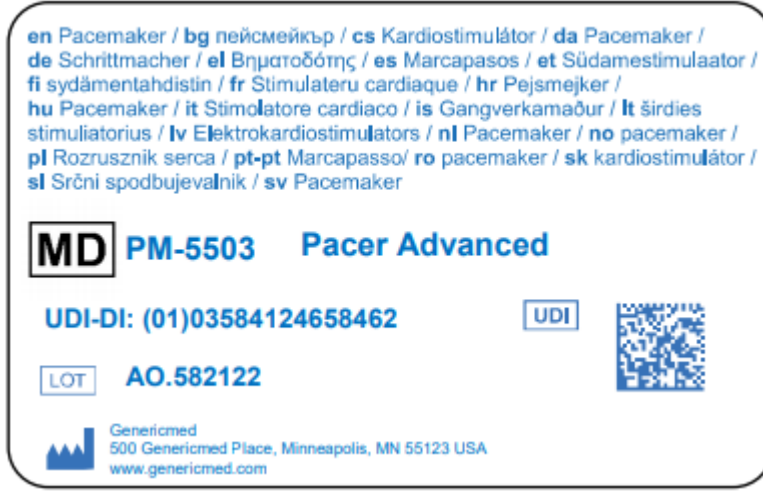 en Pacemaker / bg пейсмейкър / cs Kardiostimulátor / da Pacemaker /
de Schrittmacher / el Βηματοδότης / es Marcapasos / et Südamestimulaator /
fi sydämentahdistin / fr Stimulateru cardiaque / hr Pejsmejker /
hu Pacemaker / it Stimolatore cardiaco / is Gangverkamaður / lt širdies
stimuliatorius / lv Elektrokardiostimulators / nl Pacemaker / no pacemaker /
pl Rozrusznik serca / pt-pt Marcapasso/ ro pacemaker / sk kardiostimulátor /
sl Srčni spodbujevalnik / sv Pacemaker
MD PM-5503 Pacer Advanced
UDI-DI: (01)03584124658462 UDI
LOT AO.582122
Genericmed
500 Genericmed Place, Minneapolis, MN 55123 USA
www.genericmed.com